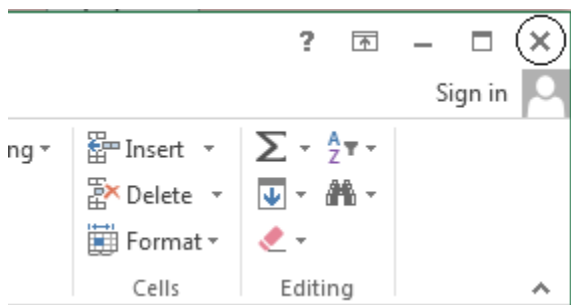 ?
Sign in
ng Insert
Delete
Format
Cells Editing